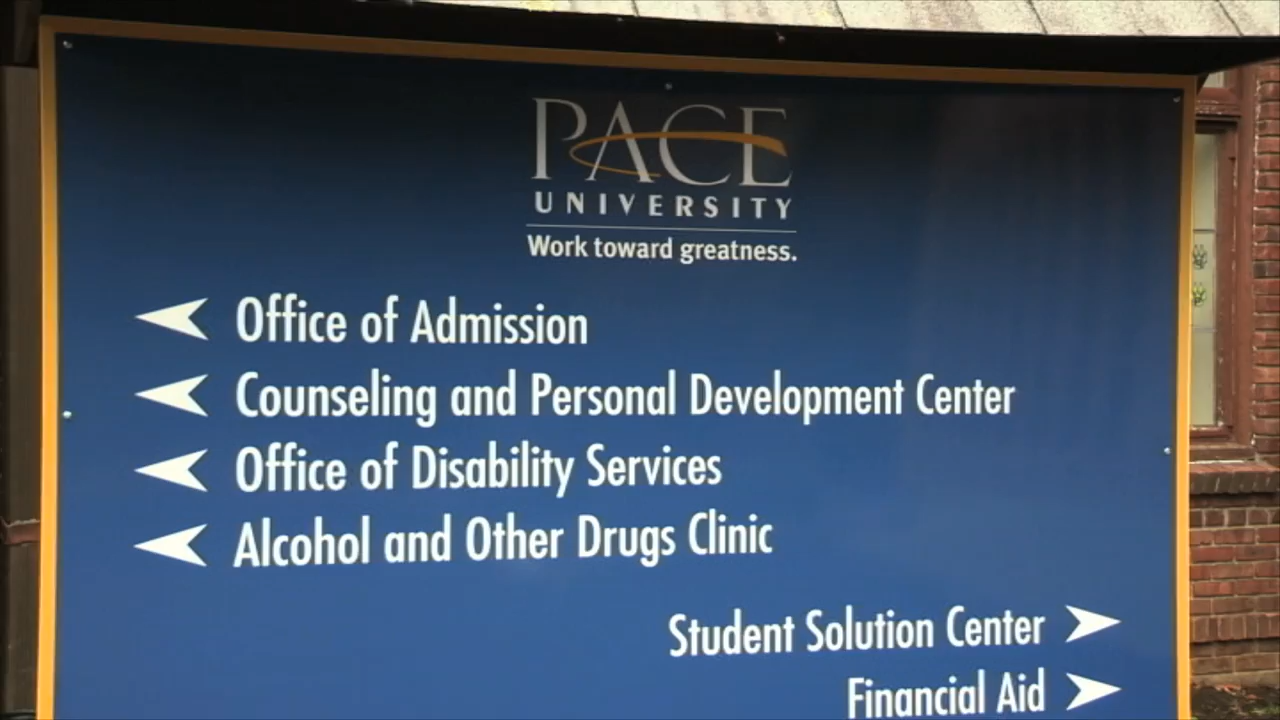 PACE
UNIVERSITY
Work toward greatness.
Office of Admission
Counseling and Personal Development Center
Office of Disability Services
Alcohol and Other Drugs Clinic
Student Solution Center
Financial Aid